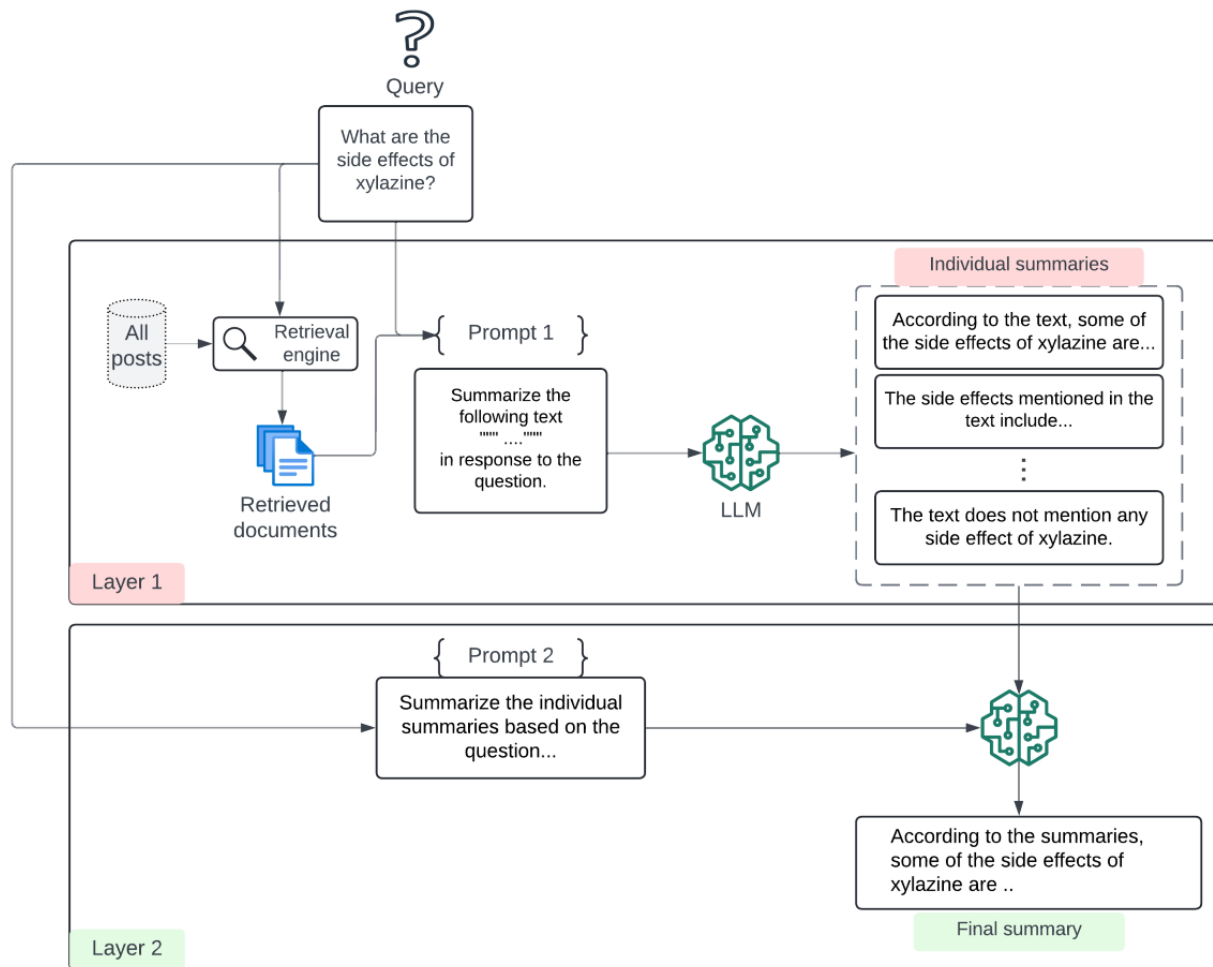 ?
Query
What are the
side effects of
xylazine?
Individual summaries
All
posts
Retrieval
engine
{ Prompt 1 }
According to the text, some of
the side effects of xylazine are...
Summarize the
following text
""" ...."""
in response to the
question.
The side effects mentioned in the
text include...
⋮
LLM
Retrieved
documents
The text does not mention any
side effect of xylazine.
Layer 1
{ Prompt 2 }
Summarize the individual
summaries based on the
question...
According to the summaries,
some of the side effects of
xylazine are ..
Final summary
Layer 2